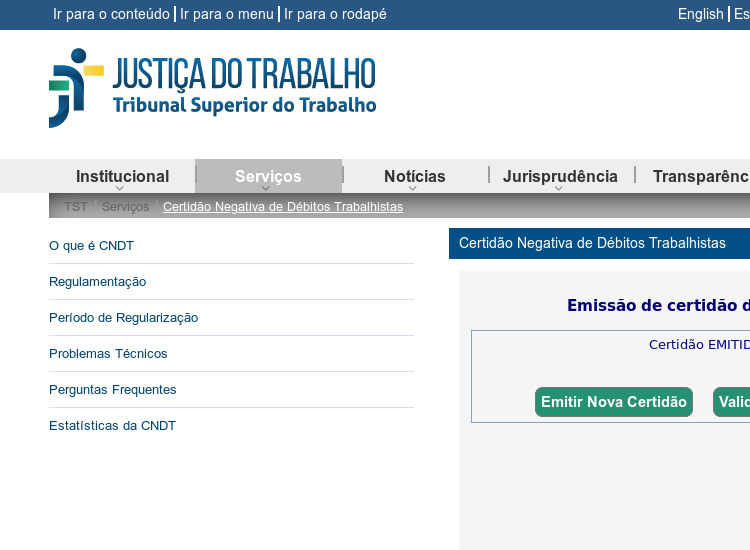 Ir para o conteúdo | Ir para o menu | Ir para o rodapé English | Es
JUSTIÇA DO TRABALHO
Tribunal Superior do Trabalho
Institucional Serviços Notícias Jurisprudência Transparênc
TST / Serviços / Certidão Negativa de Débitos Trabalhistas
O que é CNDT
Regulamentação
Período de Regularização
Problemas Técnicos
Perguntas Frequentes
Estatísticas da CNDT
Certidão Negativa de Débitos Trabalhistas
Emissão de certidão d
Certidão EMITID
Emitir Nova Certidão Valid